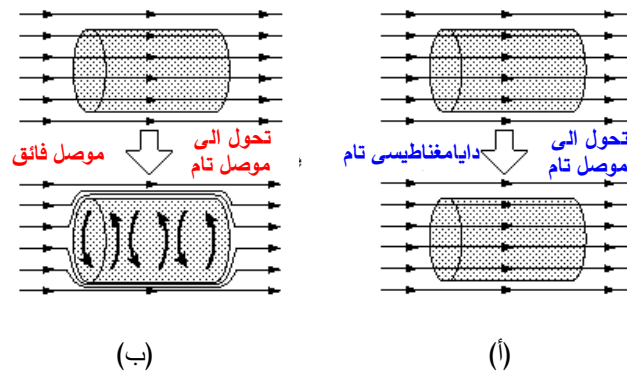 تحول الى
موصل تام
دايامغناطيسى تام
تحول الى
موصل تام
موصل فائق
(أ)
(ب)